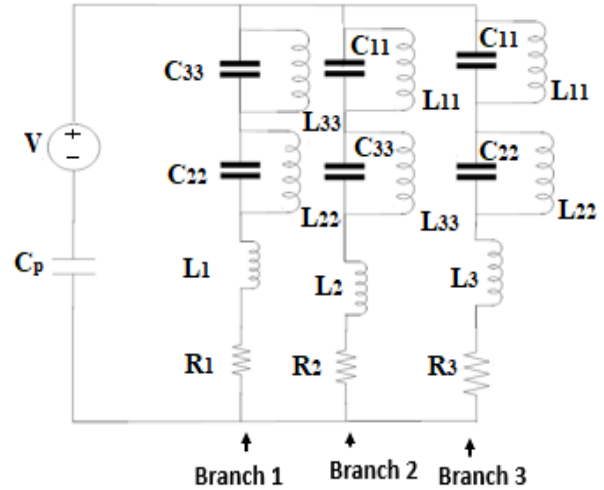 C11
C11
C33
L11
L11
L33
V
+
−
C33
C22
C22
L22
L33
L22
Cp
L1
L2
L3
R1
R2
R3
Branch 1
Branch 2
Branch 3